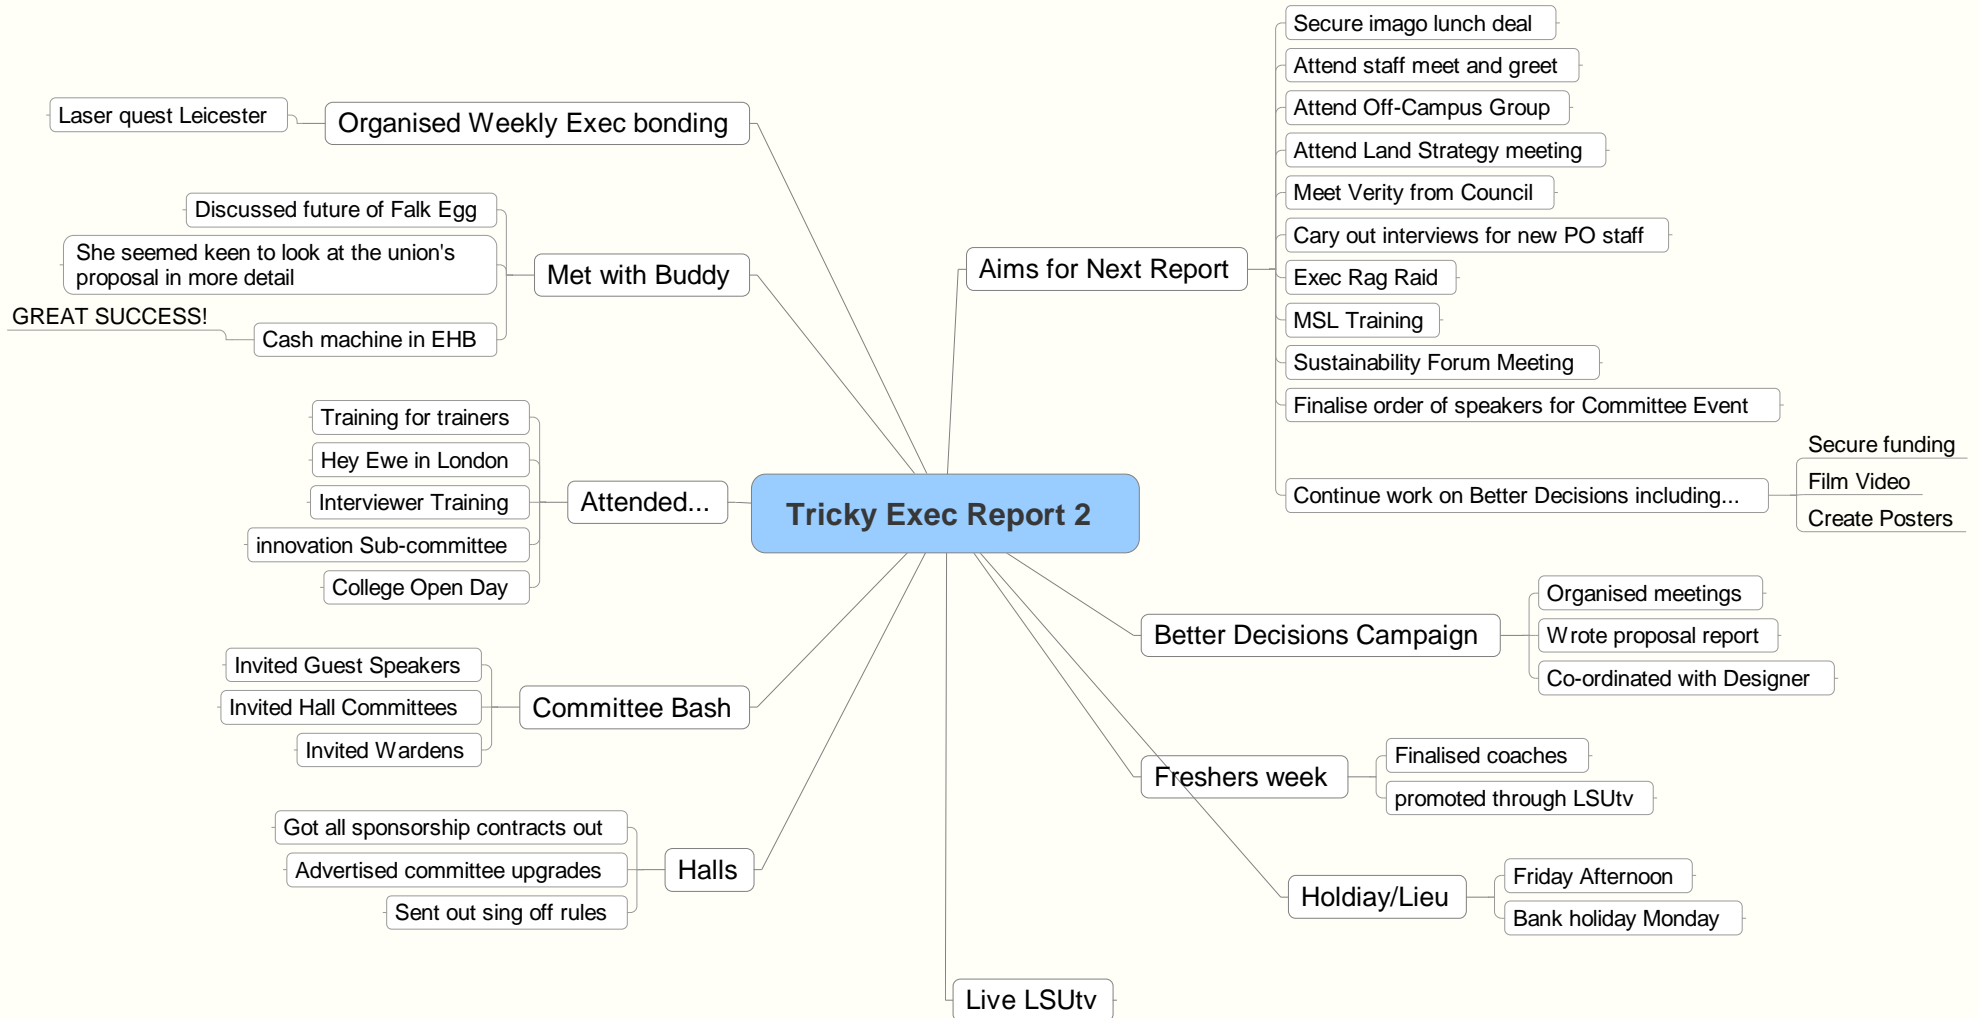 Tricky Exec Report 2
Organised Weekly Exec bonding
Laser quest Leicester
Met with Buddy
Discussed future of Falk Egg
She seemed keen to look at the union's
proposal in more detail
Cash machine in EHB
GREAT SUCCESS!
Attended...
Training for trainers
Hey Ewe in London
Interviewer Training
innovation Sub-committee
College Open Day
Committee Bash
Invited Guest Speakers
Invited Hall Committees
Invited Wardens
Halls
Got all sponsorship contracts out
Advertised committee upgrades
Sent out sing off rules
Aims for Next Report
Secure imago lunch deal
Attend staff meet and greet
Attend Off-Campus Group
Attend Land Strategy meeting
Meet Verity from Council
Cary out interviews for new PO staff
Exec Rag Raid
MSL Training
Sustainability Forum Meeting
Finalise order of speakers for Committee Event
Continue work on Better Decisions including...
Secure funding
Film Video
Create Posters
Better Decisions Campaign
Organised meetings
Wrote proposal report
Co-ordinated with Designer
Freshers week
Finalised coaches
promoted through LSUtv
Holdiay/Lieu
Friday Afternoon
Bank holiday Monday
Live LSUtv